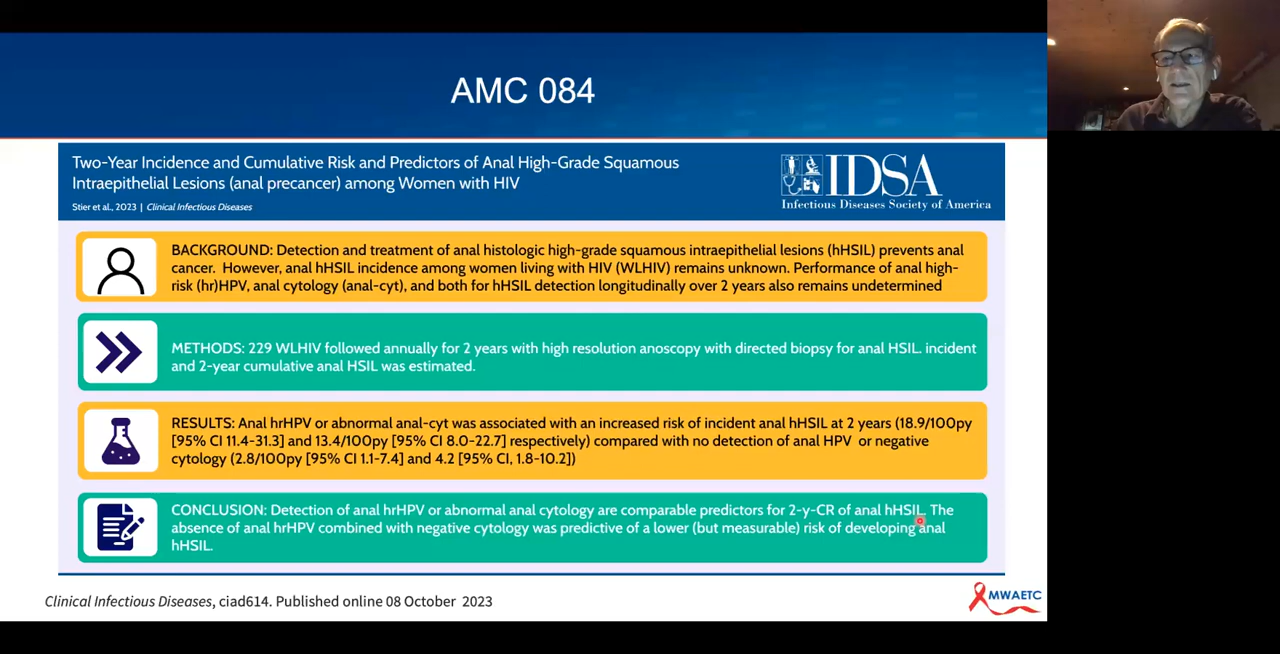 AMC 084
Two-Year Incidence and Cumulative Risk and Predictors of Anal High-Grade Squamous
Intraepithelial Lesions (anal precancer) among Women with HIV
Stier et al., 2023 | Clinical Infectious Diseases
IDSA
Infectious Diseases Society of America
BACKGROUND: Detection and treatment of anal histologic high-grade squamous intraepithelial lesions (hHSIL) prevents anal
cancer. However, anal hHSIL incidence among women living with HIV (WLHIV) remains unknown. Performance of anal high-
risk (hr)HPV, anal cytology (anal-cyt), and both for hHSIL detection longitudinally over 2 years also remains undetermined
METHODS: 229 WLHIV followed annually for 2 years with high resolution anoscopy with directed biopsy for anal HSIL. incident
and 2-year cumulative anal HSIL was estimated.
RESULTS: Anal hrHPV or abnormal anal-cyt was associated with an increased risk of incident anal hHSIL at 2 years (18.9/100py
[95% CI 11.4-31.3] and 13.4/100py [95% CI 8.0-22.7] respectively) compared with no detection of anal HPV or negative
cytology (2.8/100py [95% CI 1.1-7.4] and 4.2 [95% CI, 1.8-10.2])
CONCLUSION: Detection of anal hrHPV or abnormal anal cytology are comparable predictors for 2-y-CR of anal hHSIL. The
absence of anal hrHPV combined with negative cytology was predictive of a lower (but measurable) risk of developing anal
hHSIL.
Clinical Infectious Diseases, ciad614. Published online 08 October 2023
MWAETC